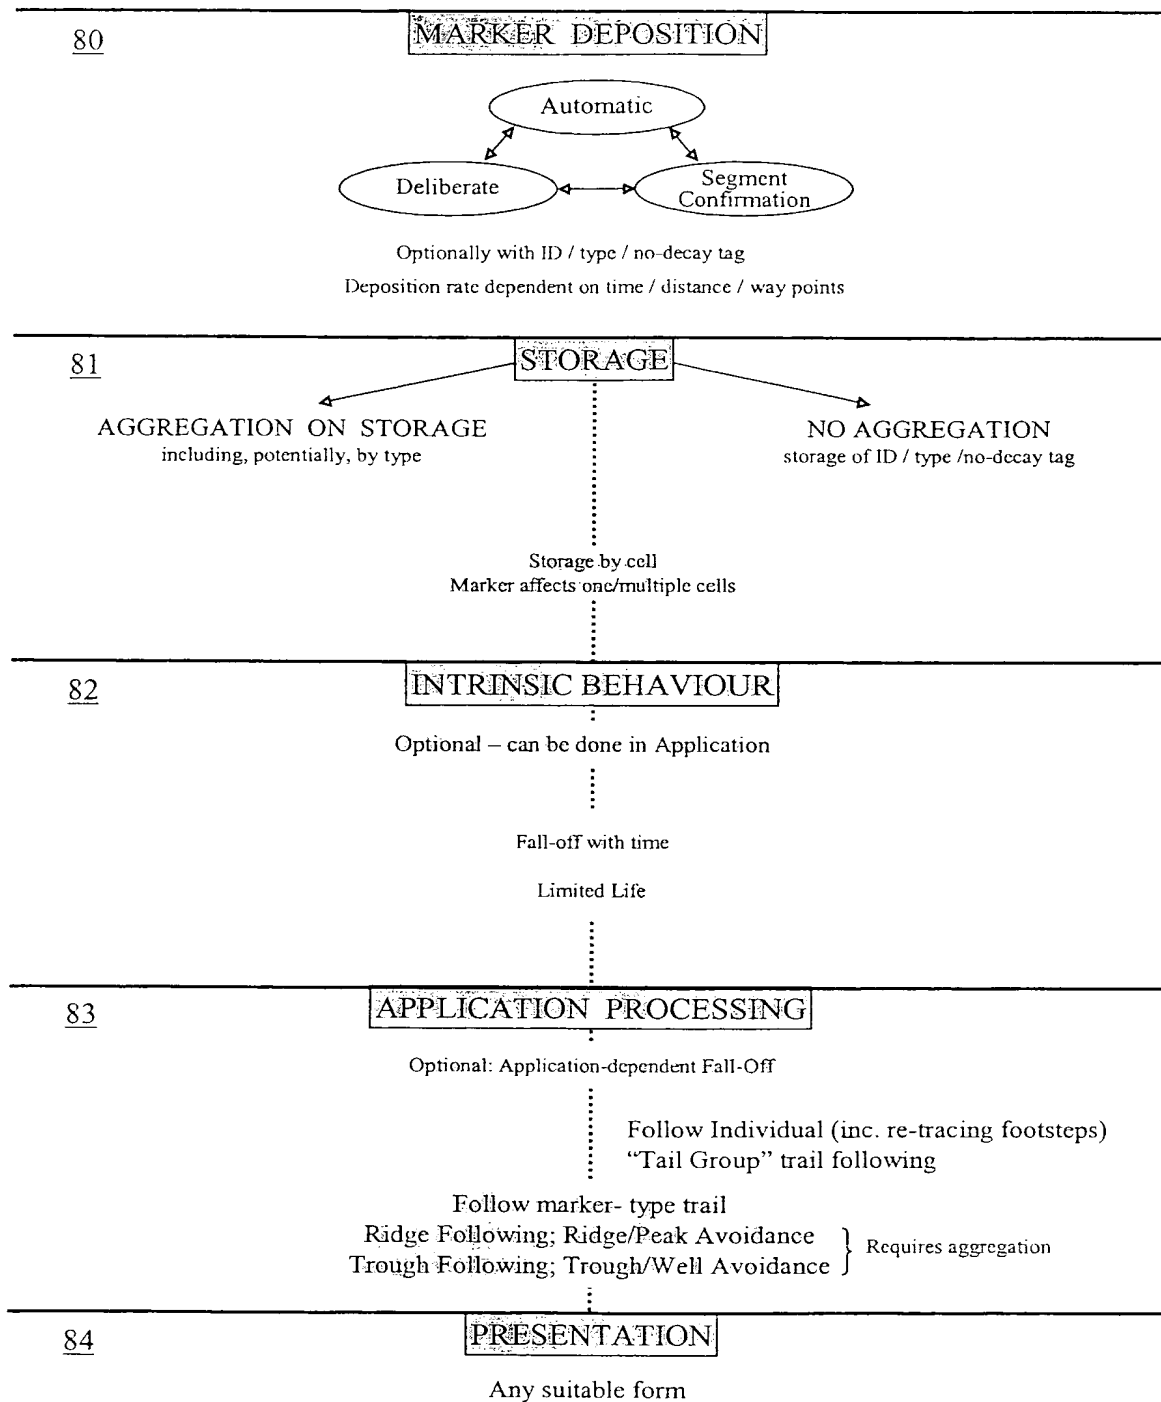 80
MARKER DEPOSITION
Automatic
Deliberate
Segment
Confirmation
Optionally with ID / type / no-decay tag
Deposition rate dependent on time / distance / way points
81
STORAGE
AGGREGATION ON STORAGE
including, potentially, by type
NO AGGREGATION
storage of ID / type /no-decay tag
Storage by cell
Marker affects one/multiple cells
82
INTRINSIC BEHAVIOUR
Optional – can be done in Application
Fall-off with time
Limited Life
83
APPLICATION PROCESSING
Optional: Application-dependent Fall-Off
Follow Individual (inc. re-tracing footsteps)
“Tail Group” trail following
Follow marker- type trail
Ridge Following; Ridge/Peak Avoidance
Trough Following; Trough/Well Avoidance
Requires aggregation
84
PRESENTATION
Any suitable form